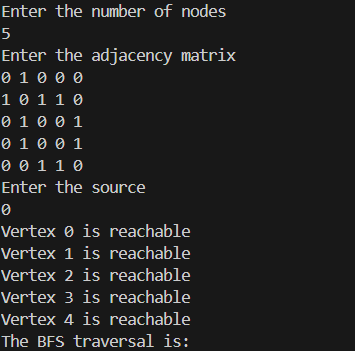 Enter the number of nodes
5
Enter the adjacency matrix
0 1 0 0 0
1 0 1 1 0
0 1 0 0 1
0 1 0 0 1
0 0 1 1 0
Enter the source
0
Vertex 0 is reachable
Vertex 1 is reachable
Vertex 2 is reachable
Vertex 3 is reachable
Vertex 4 is reachable
The BFS traversal is: